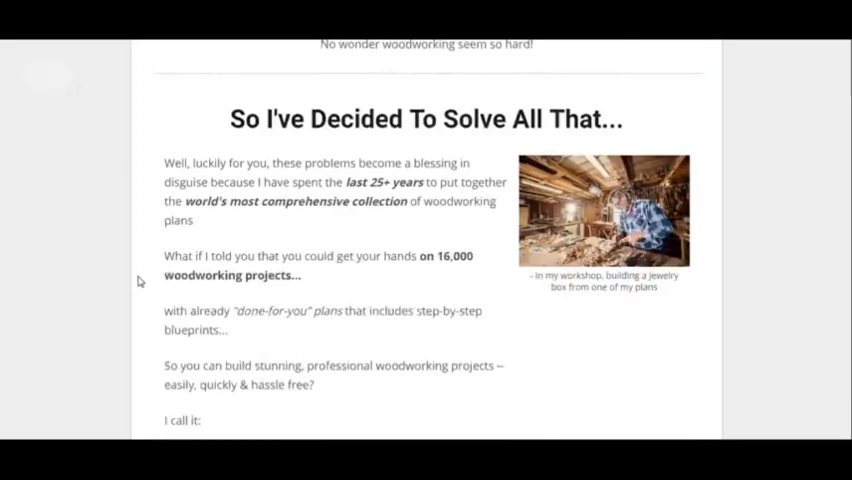 No wonder woodworking seem so hard!
So I've Decided To Solve All That...
Well, luckily for you, these problems become a blessing in
disguise because I have spent the last 25+ years to put together
the world's most comprehensive collection of woodworking
plans
What if I told you that you could get your hands on 16,000
woodworking projects...
with already "done-for-you" plans that includes step-by-step
blueprints...
So you can build stunning, professional woodworking projects –
easily, quickly & hassle free?
I call it:
- In my workshop, building a jewelry
box from one of my plans